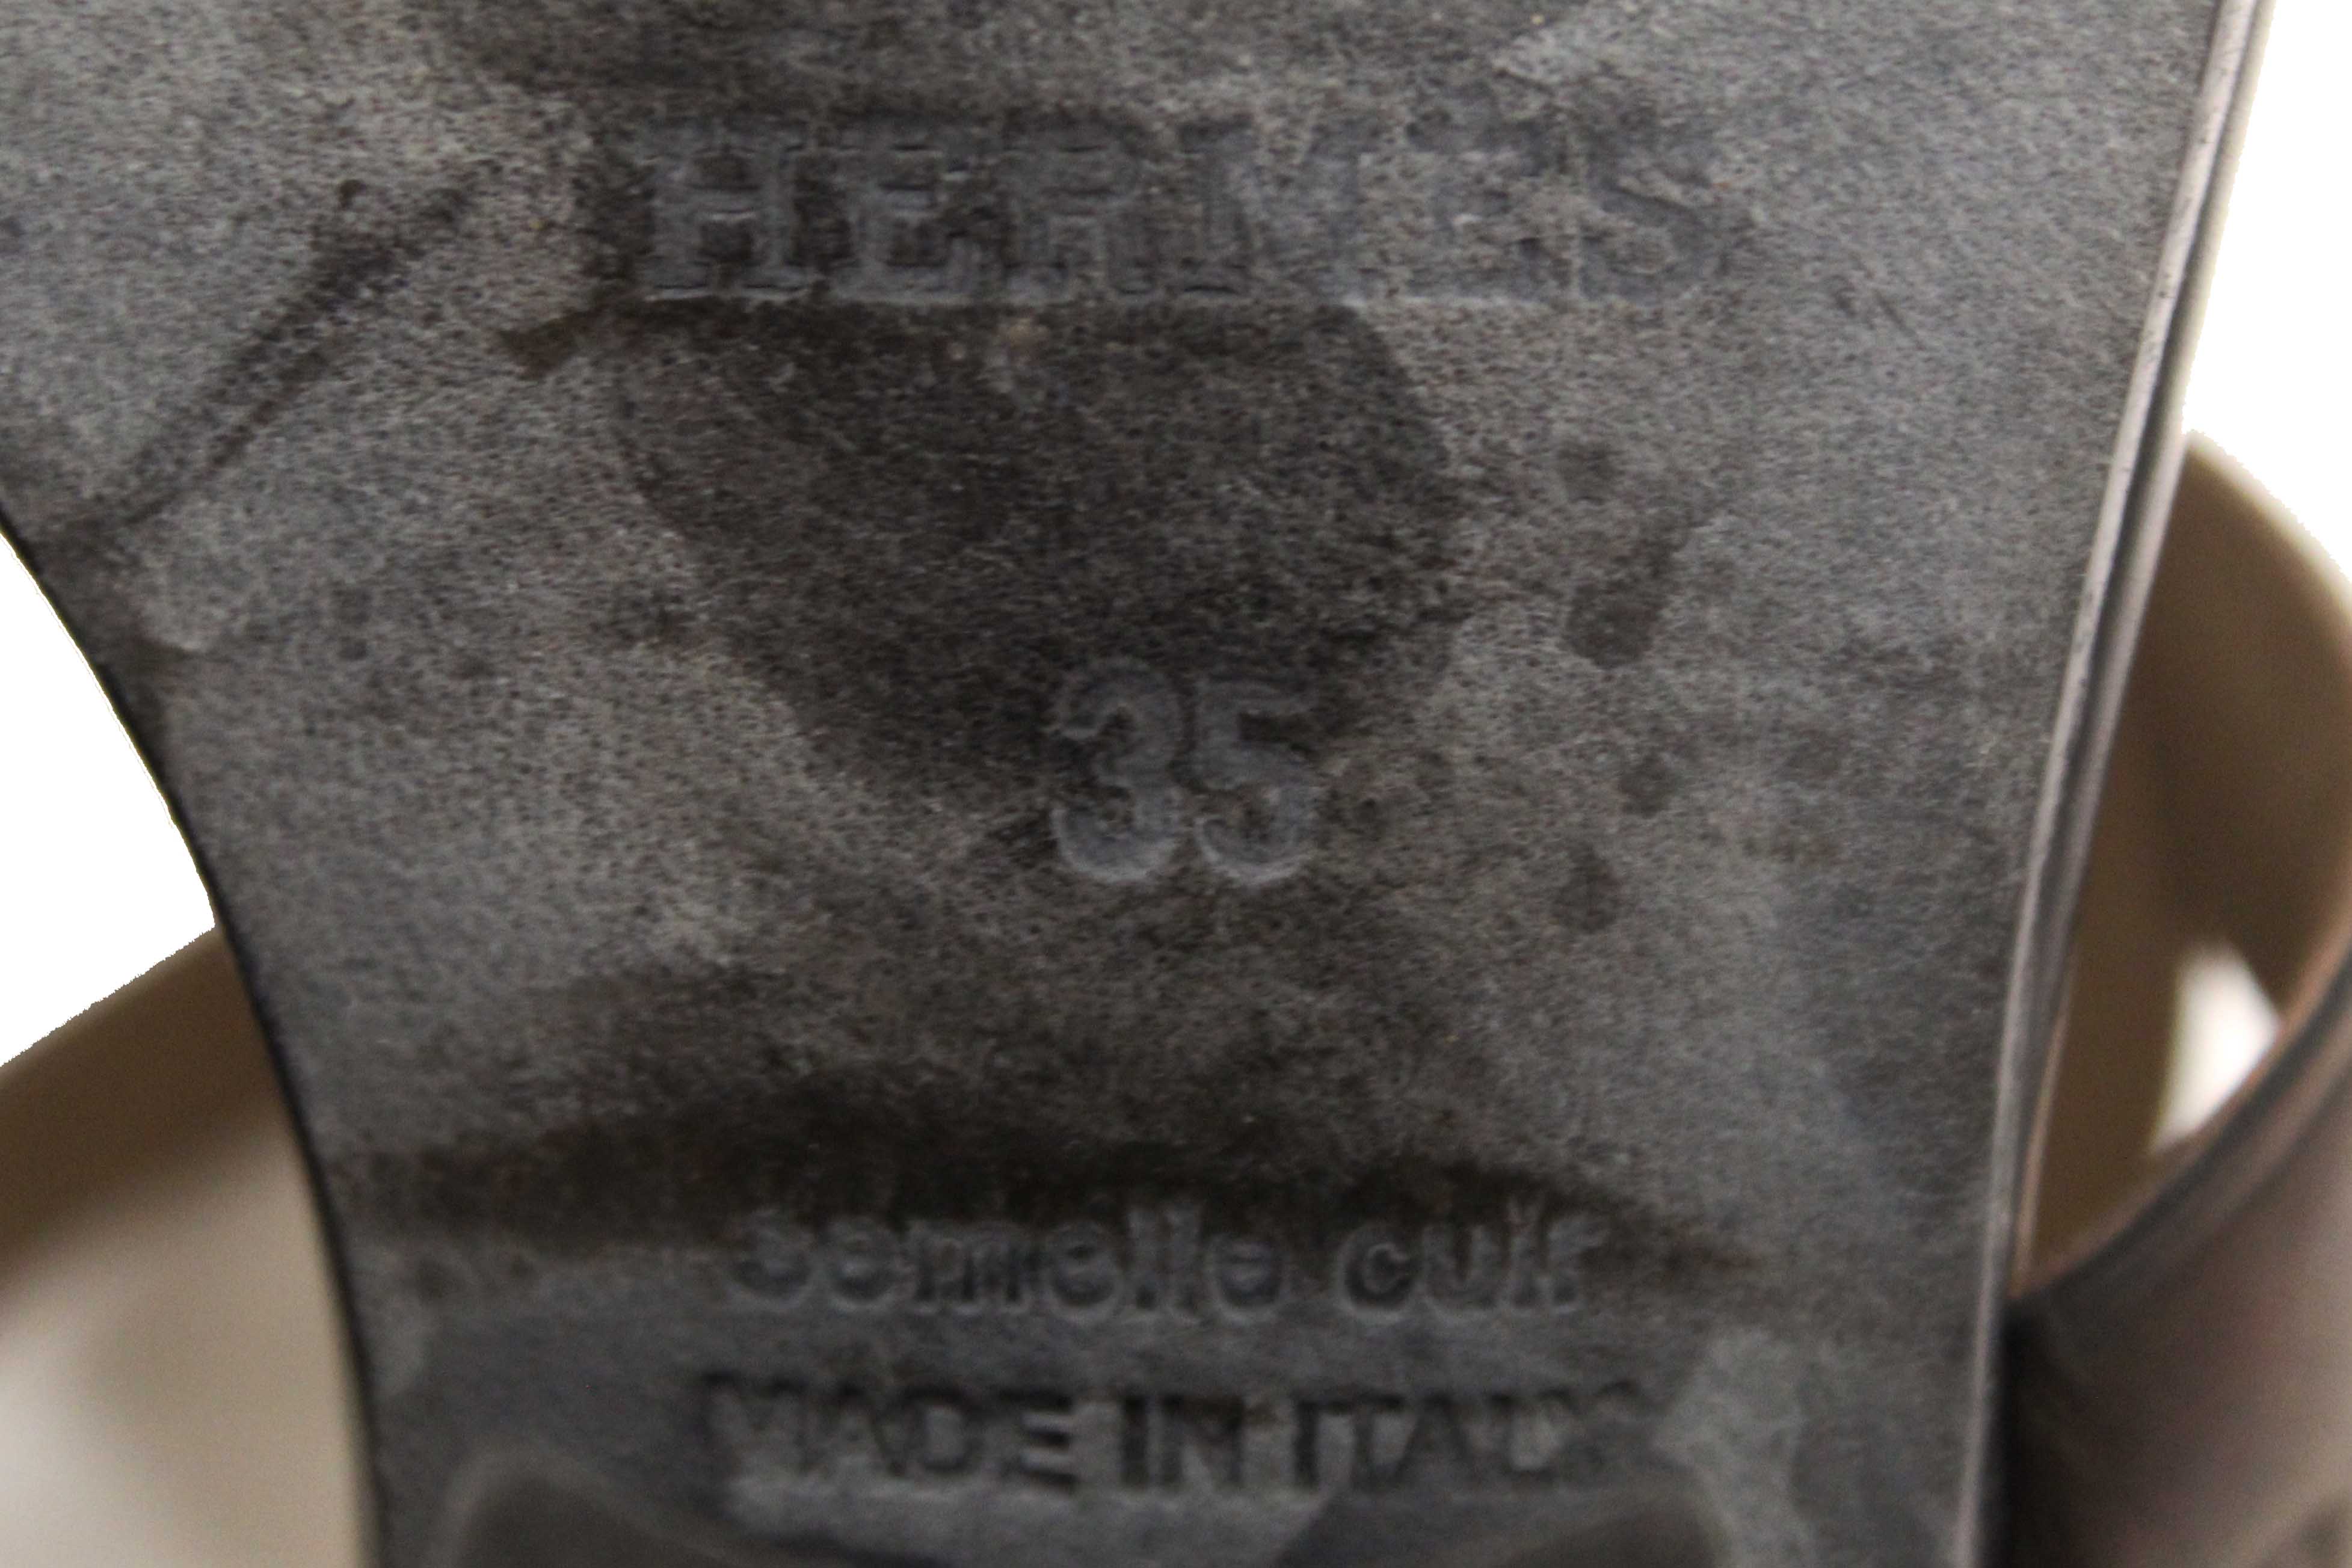 HERMES
35
semelle cuir
MADE IN ITALY